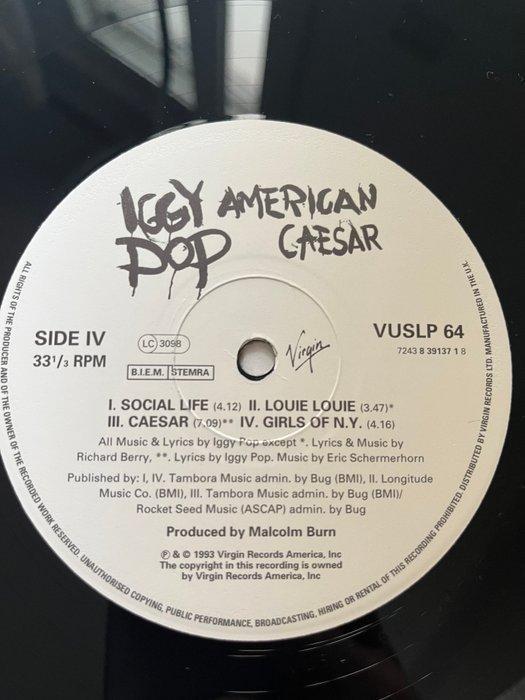 IGGY POP
AMERICAN CAESAR
SIDE IV
33 1/3 RPM
LC 3098
B.I.E.M. STEMRA
Virgin
VUSLP 64
7243 8 39137 1 8
I. SOCIAL LIFE (4.12) II. LOUIE LOUIE (3.47)*
III. CAESAR (7.09)** IV. GIRLS OF N.Y. (4.16)
All Music & Lyrics by Iggy Pop except *. Lyrics & Music by
Richard Berry, **. Lyrics by Iggy Pop. Music by Eric Schermerhorn
Published by: I, IV. Tambora Music admin. by Bug (BMI), II. Longitude
Music Co. (BMI), III. Tambora Music admin. by Bug (BMI)/
Rocket Seed Music (ASCAP) admin. by Bug
Produced by Malcolm Burn
℗ & © 1993 Virgin Records America, Inc
The copyright in this recording is owned
by Virgin Records America, Inc
ALL RIGHTS OF THE PRODUCER AND OF THE OWNER OF THE RECORDED WORK RESERVED. UNAUTHORISED COPYING, PUBLIC PERFORMANCE, BROADCASTING, HIRING OR RENTAL OF THIS RECORDING PROHIBITED. DISTRIBUTED BY VIRGIN RECORDS LTD. MANUFACTURED IN THE U.K.